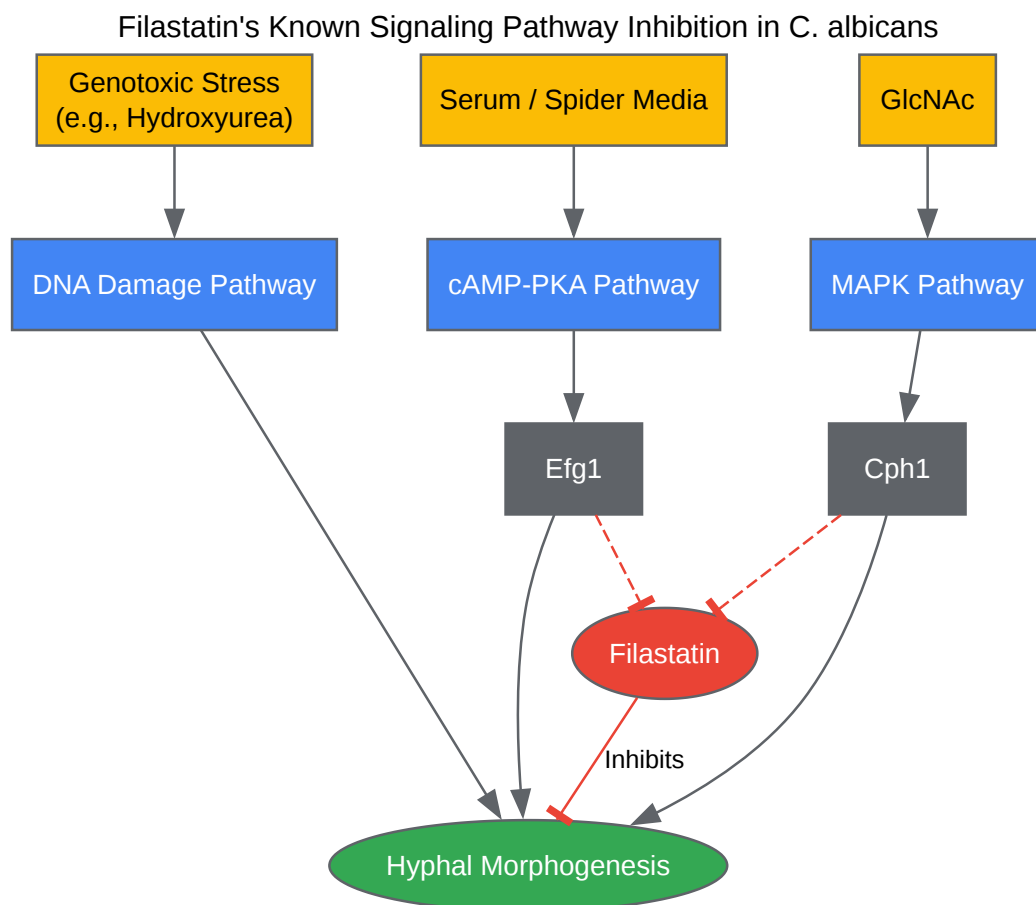 Filastatin's Known Signaling Pathway Inhibition in C. albicans
Genotoxic Stress
(e.g., Hydroxyurea)
Serum / Spider Media
GlcNAc
DNA Damage Pathway
cAMP-PKA Pathway
MAPK Pathway
Efg1
Cph1
Filastatin
Inhibits
Hyphal Morphogenesis